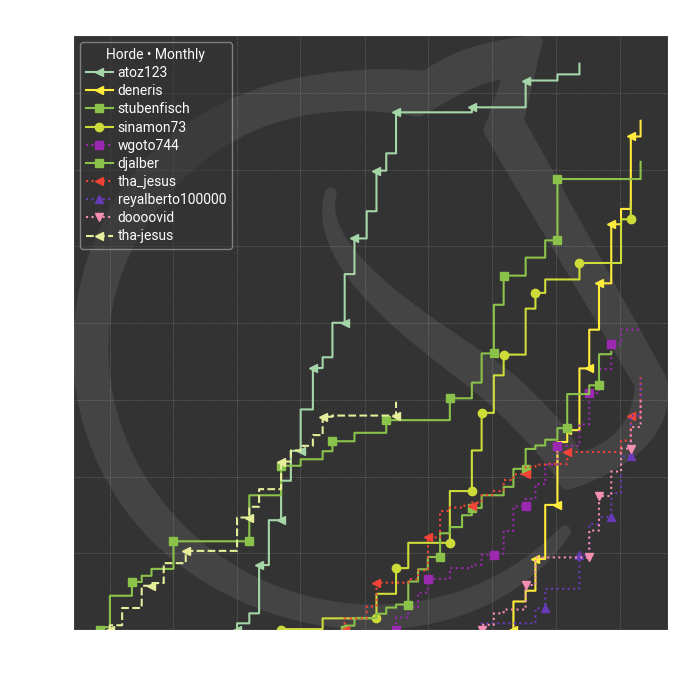 Horde • Monthly
atoz123
deneris
stubenfisch
sinamon73
wgoto744
djalber
tha_jesus
reyalberto100000
doooovid
tha-jesus